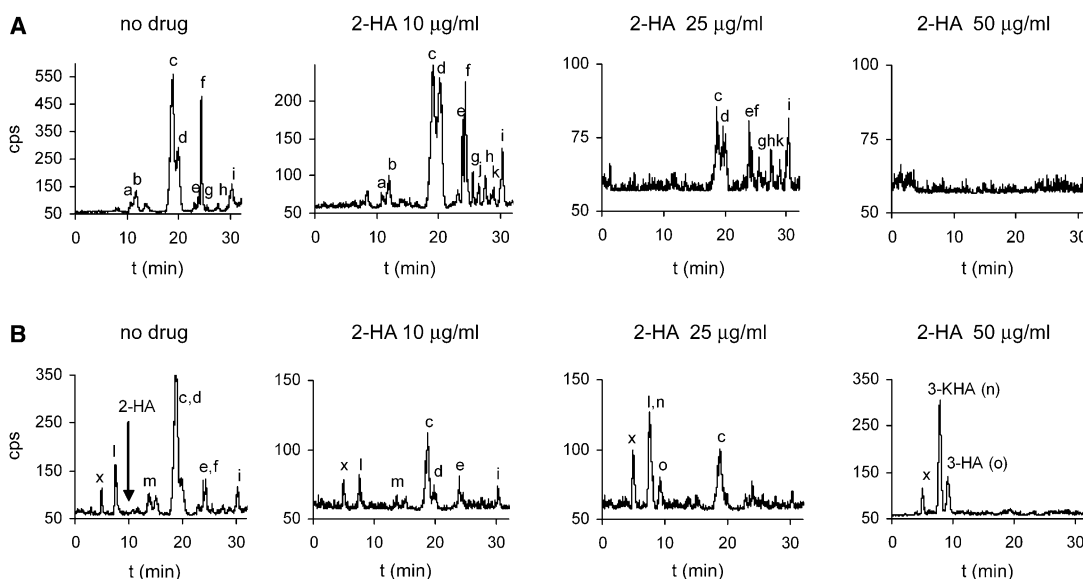 A
no drug
2-HA 10 µg/ml
2-HA 25 µg/ml
2-HA 50 µg/ml
cps
550
450
350
250
150
50
a
b
c
d
e
f
g
h
i
0 10 20 30
t (min)
250
200
150
100
50
a
b
c
d
e
f
g
j
h
k
i
0 10 20 30
t (min)
100
75
50
c
d
ef
ghk
i
0 10 20 30
t (min)
100
75
50
0 10 20 30
t (min)
B
no drug
2-HA 10 µg/ml
2-HA 25 µg/ml
2-HA 50 µg/ml
cps
350
250
150
50
x
l
2-HA
m
c,d
e,f
i
0 10 20 30
t (min)
150
100
50
x
l
m
c
d
e
i
0 10 20 30
t (min)
150
100
50
x
l,n
o
c
0 10 20 30
t (min)
350
250
150
50
3-KHA (n)
3-HA (o)
x
0 10 20 30
t (min)